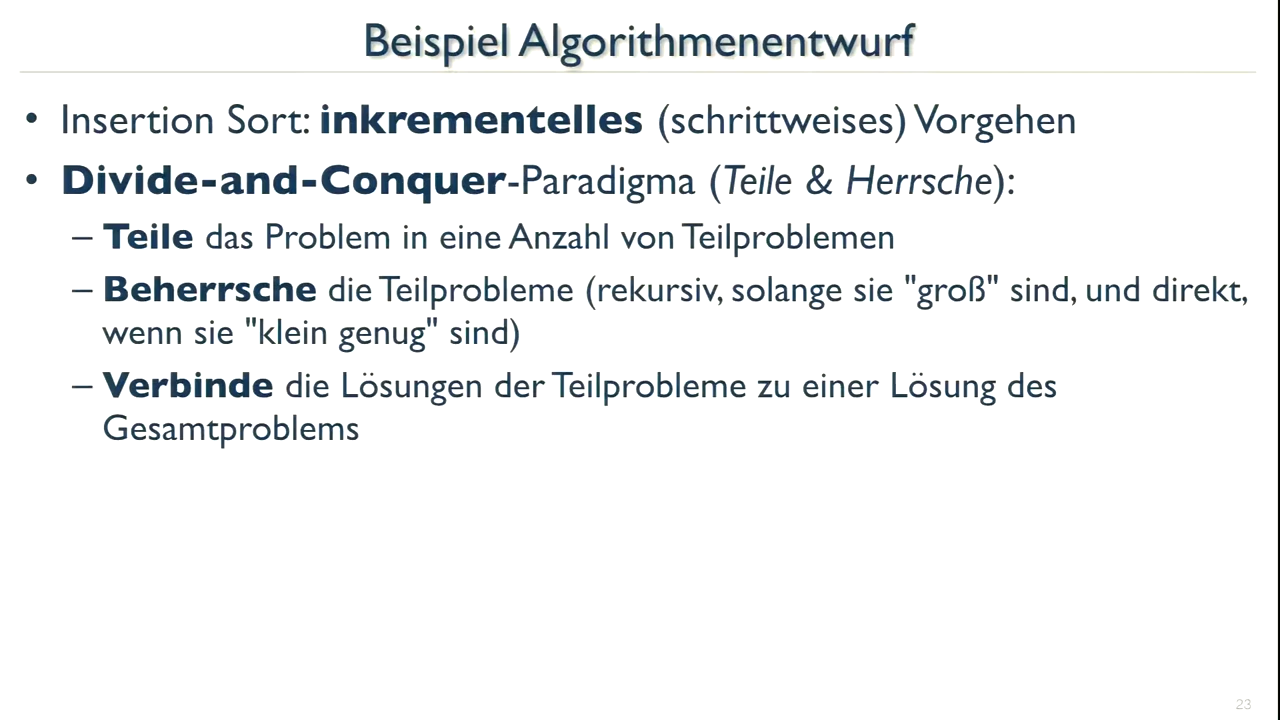 Beispiel Algorithmenentwurf
• Insertion Sort: inkrementelles (schrittweises) Vorgehen
• Divide-and-Conquer-Paradigma (Teile & Herrsche):
– Teile das Problem in eine Anzahl von Teilproblemen
– Beherrsche die Teilprobleme (rekursiv, solange sie "groß" sind, und direkt,
wenn sie "klein genug" sind)
– Verbinde die Lösungen der Teilprobleme zu einer Lösung des
Gesamtproblems
23